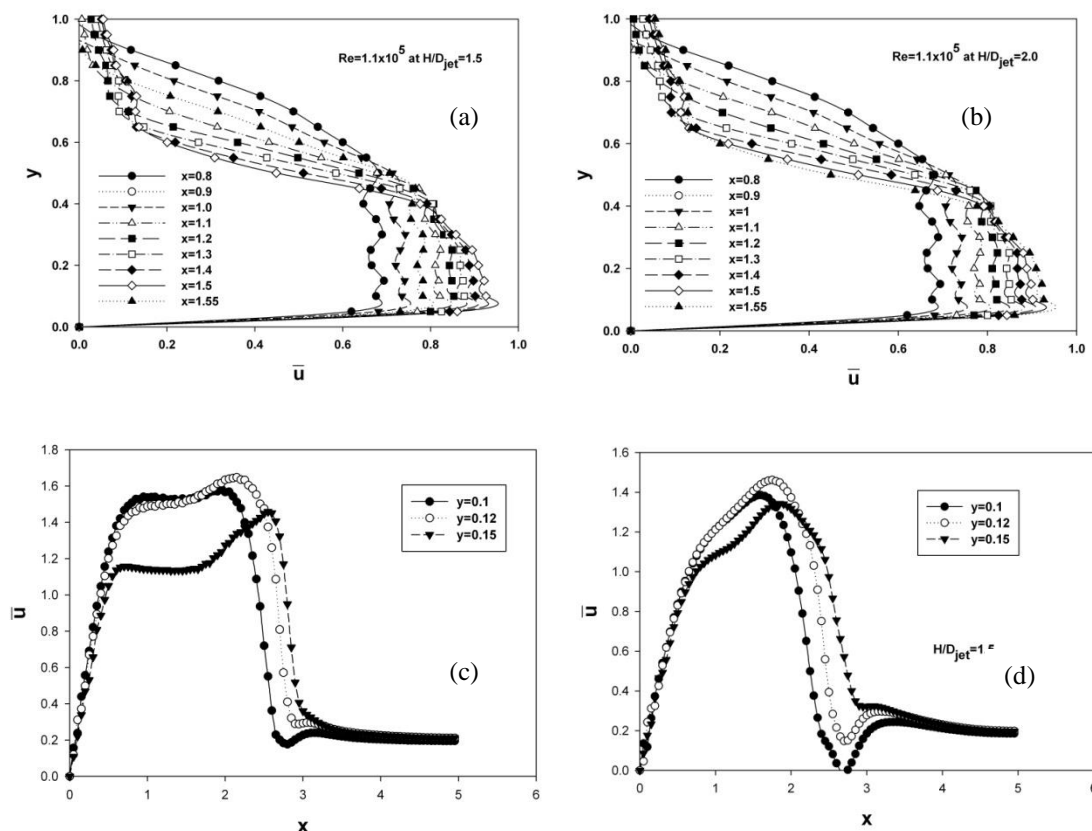 Re=1.1x10^5 at H/D_jet=1.5
(a)
y
1.0
0.8
0.6
0.4
0.2
0.0
x=0.8
x=0.9
x=1.0
x=1.1
x=1.2
x=1.3
x=1.4
x=1.5
x=1.55
0.0 0.2 0.4 0.6 0.8 1.0
u̅
Re=1.1x10^5 at H/D_jet=2.0
(b)
y
1.0
0.8
0.6
0.4
0.2
0.0
x=0.8
x=0.9
x=1
x=1.1
x=1.2
x=1.3
x=1.4
x=1.5
x=1.55
0.0 0.2 0.4 0.6 0.8 1.0
u̅
1.8
1.6
1.4
1.2
1.0
0.8
0.6
0.4
0.2
0.0
u̅
y=0.1
y=0.12
y=0.15
(c)
0 1 2 3 4 5 6
x
1.6
1.4
1.2
1.0
0.8
0.6
0.4
0.2
0.0
u̅
y=0.1
y=0.12
y=0.15
H/D_jet=1
(d)
0 1 2 3 4 5 6
x